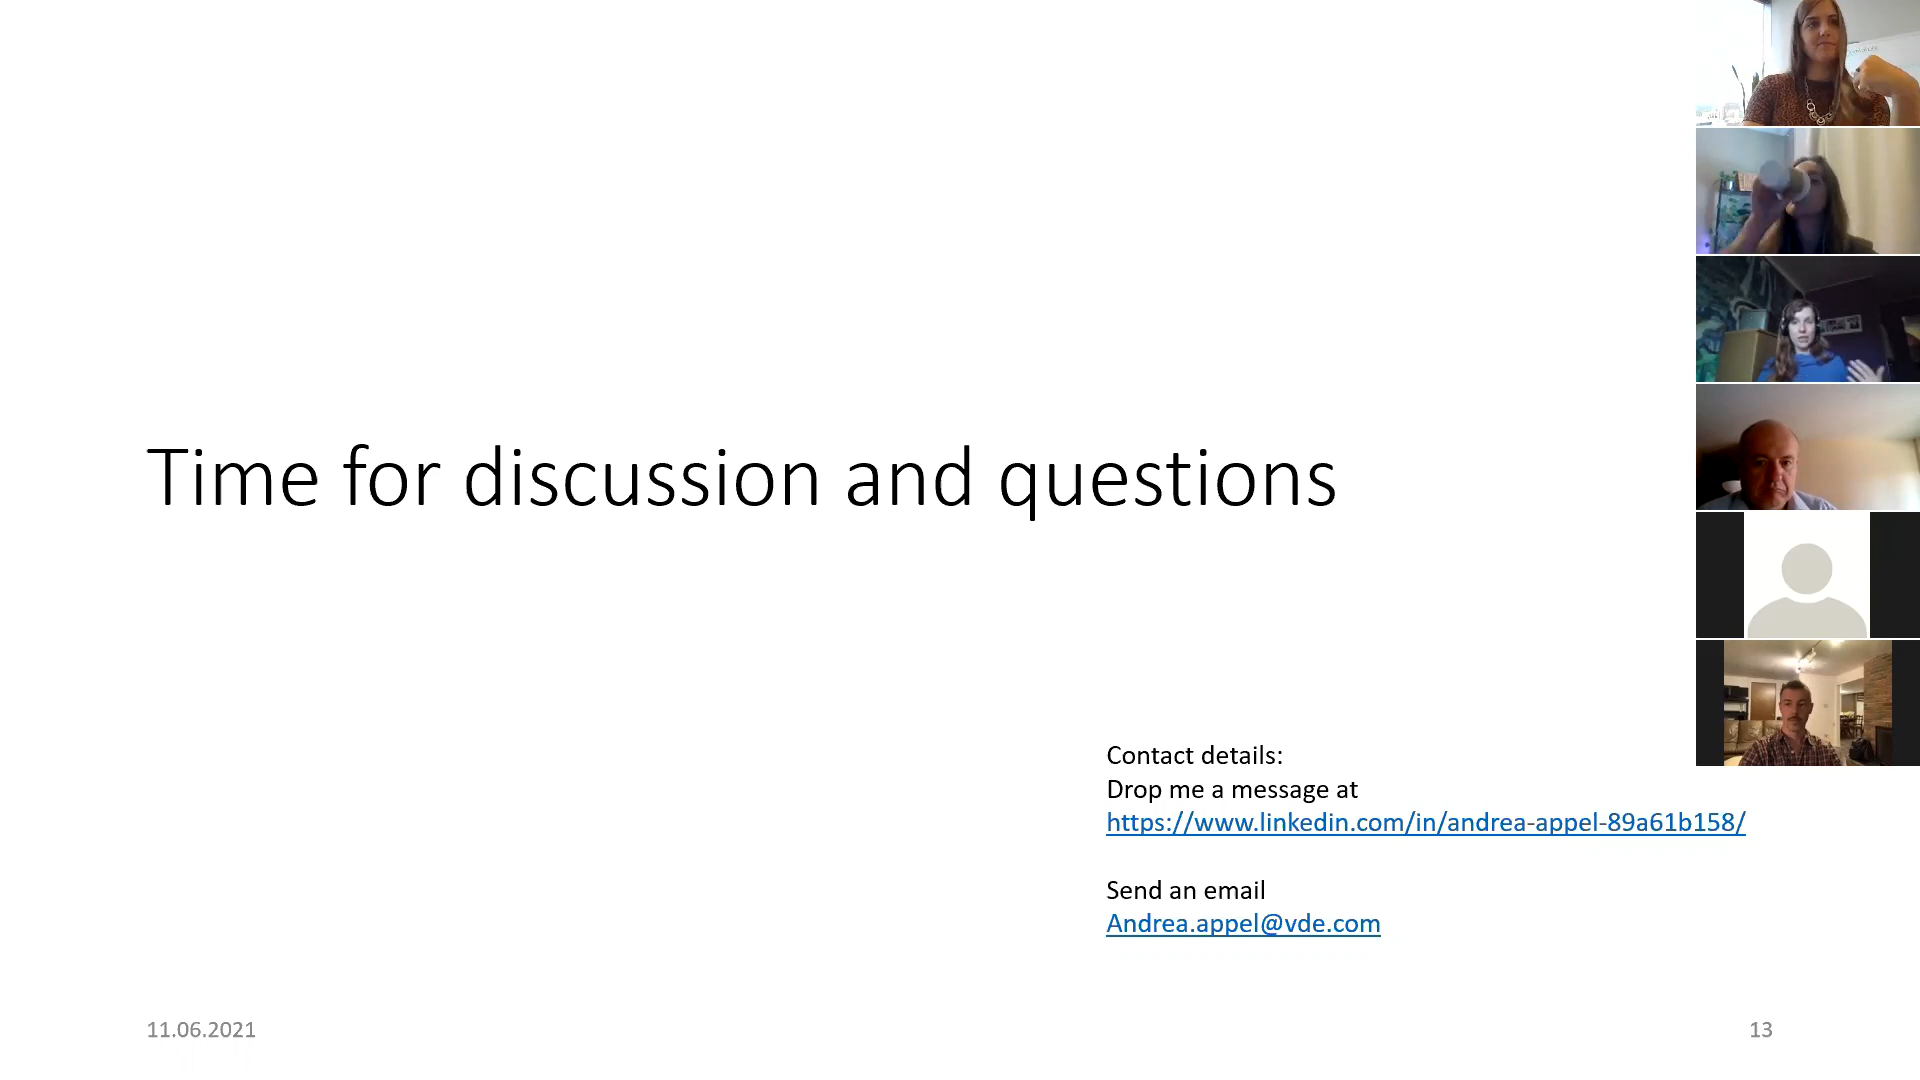 Time for discussion and questions
Contact details:
Drop me a message at
https://www.linkedin.com/in/andrea-appel-89a61b158/
Send an email
Andrea.appel@vde.com
11.06.2021
13